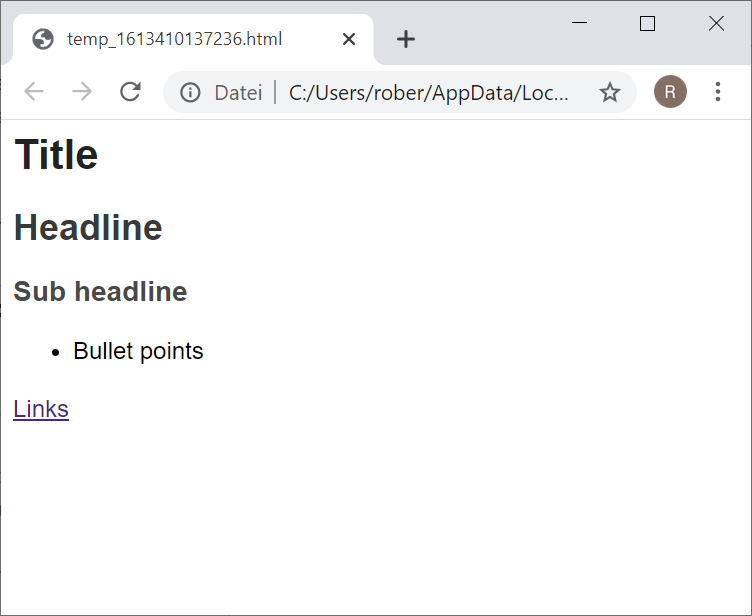 temp_1613410137236.html
Datei C:/Users/rober/AppData/Loc... R
Title
Headline
Sub headline
• Bullet points
Links